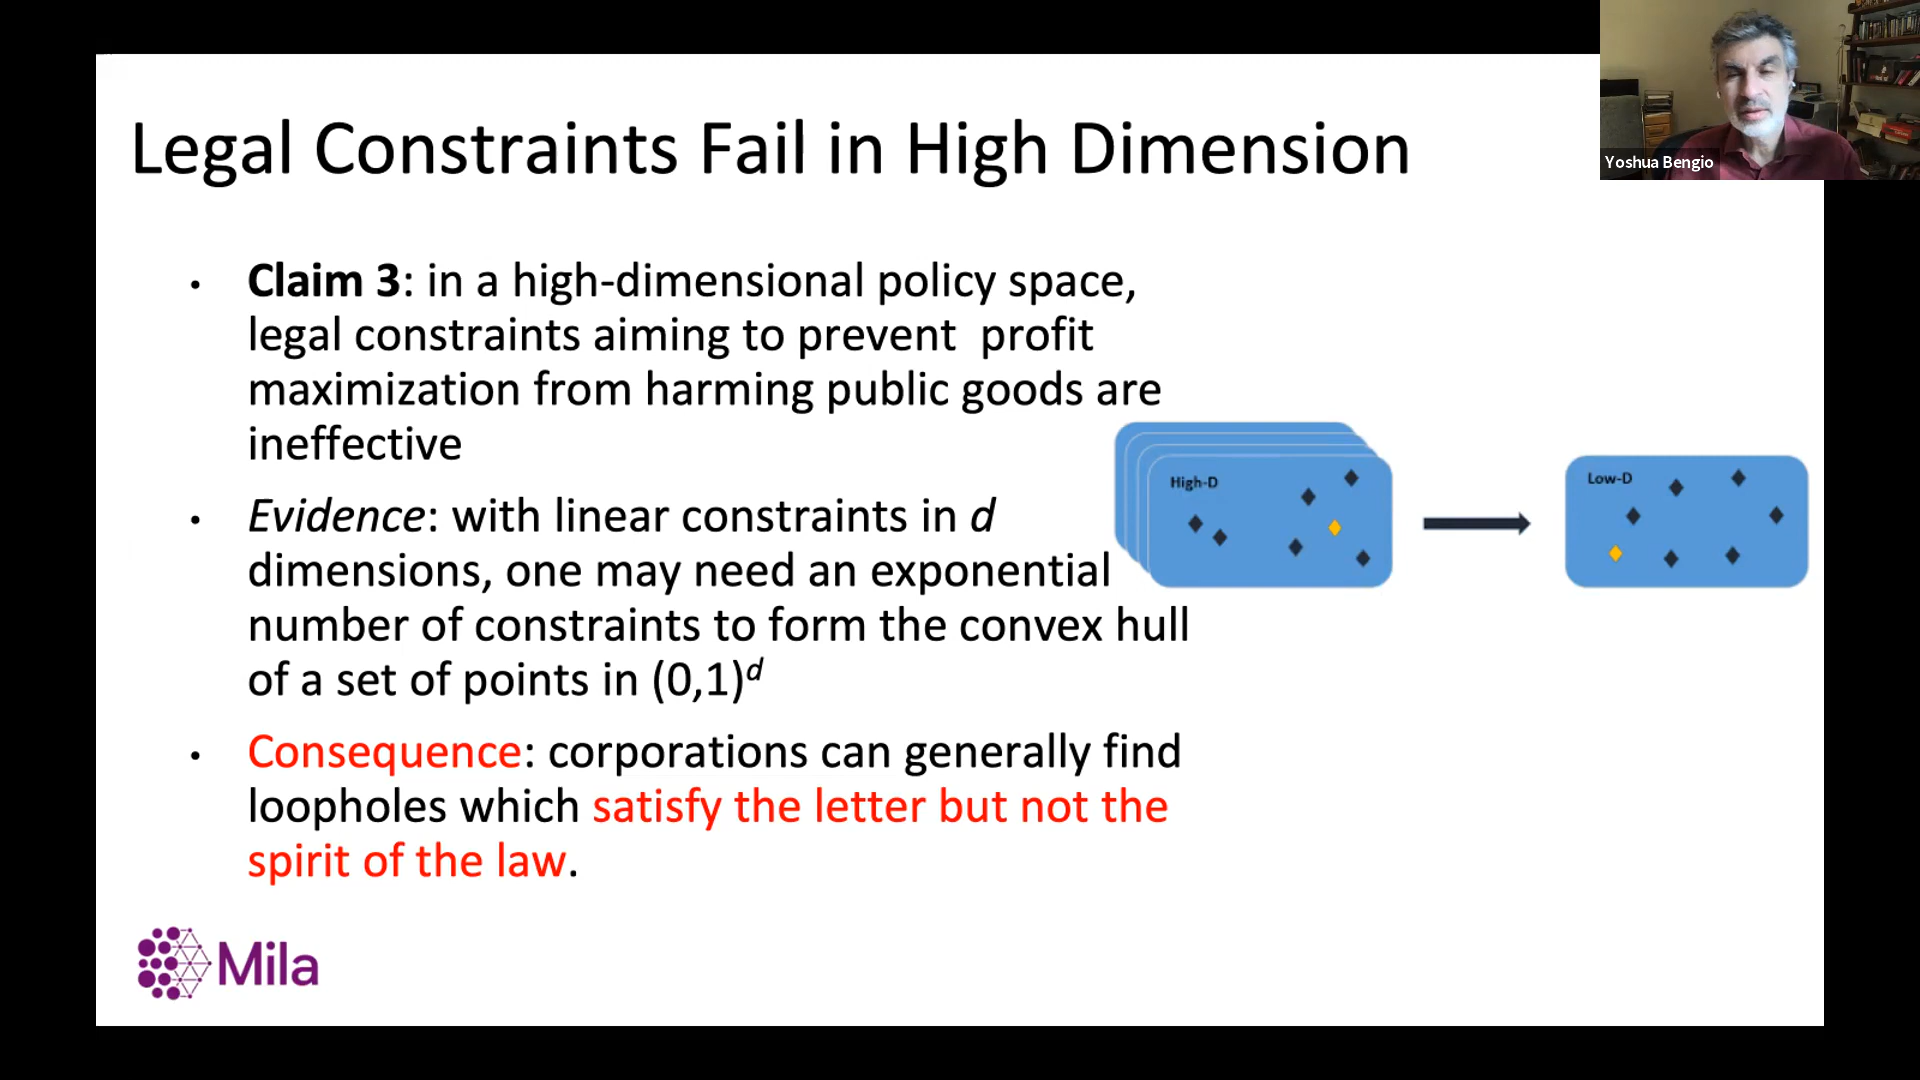 Legal Constraints Fail in High Dimension
Yoshua Bengio
• Claim 3: in a high-dimensional policy space,
legal constraints aiming to prevent  profit
maximization from harming public goods are
ineffective
• Evidence: with linear constraints in d
dimensions, one may need an exponential
number of constraints to form the convex hull
of a set of points in (0,1)ᵈ
• Consequence: corporations can generally find
loopholes which satisfy the letter but not the
spirit of the law.
High-D
Low-D
Mila